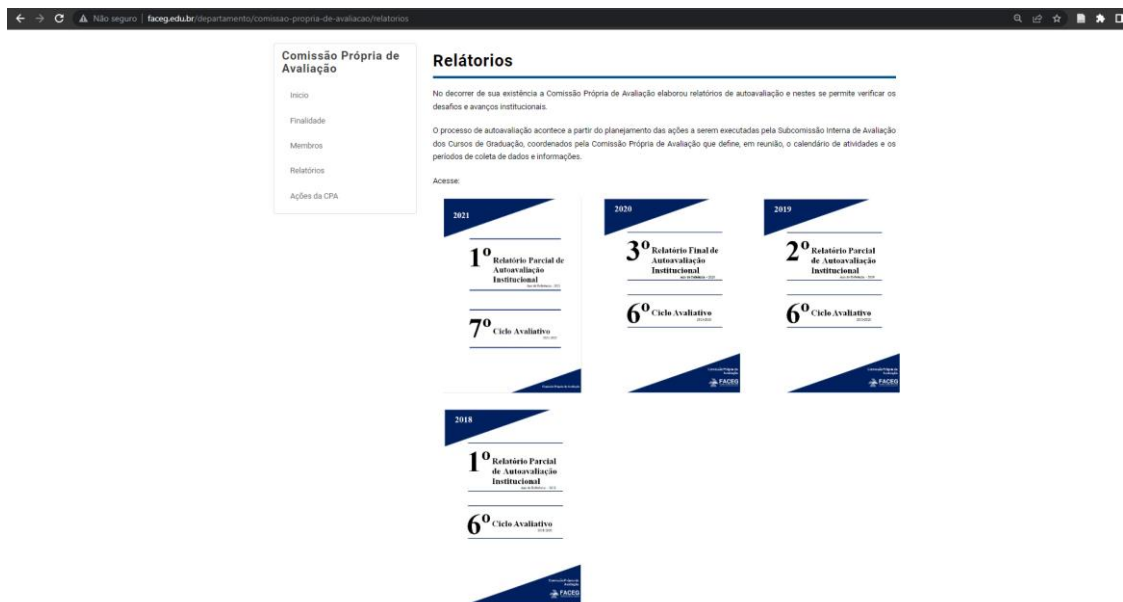 Não seguro | faceg.edu.br/departamento/comissao-propria-de-avaliacao/relatorios
Comissão Própria de
Avaliação
Inicio
Finalidade
Membros
Relatórios
Ações da CPA
Relátorios
No decorrer de sua existência a Comissão Própria de Avaliação elaborou relatórios de autoavaliação e nestes se permite verificar os
desafios e avanços institucionais.
O processo de autoavaliação acontece a partir do planejamento das ações a serem executadas pela Subcomissão Interna de Avaliação
dos Cursos de Graduação, coordenados pela Comissão Própria de Avaliação que define, em reunião, o calendário de atividades e os
períodos de coleta de dados e informações.
Acesse:
2021
1º Relatório Parcial de
Autoavaliação
Institucional
7º Ciclo Avaliativo
2020
3º Relatório Final de
Autoavaliação
Institucional
6º Ciclo Avaliativo
FACEG
2019
2º Relatório Parcial
de Autoavaliação
Institucional
6º Ciclo Avaliativo
FACEG
2018
1º Relatório Parcial
de Autoavaliação
Institucional
6º Ciclo Avaliativo
FACEG